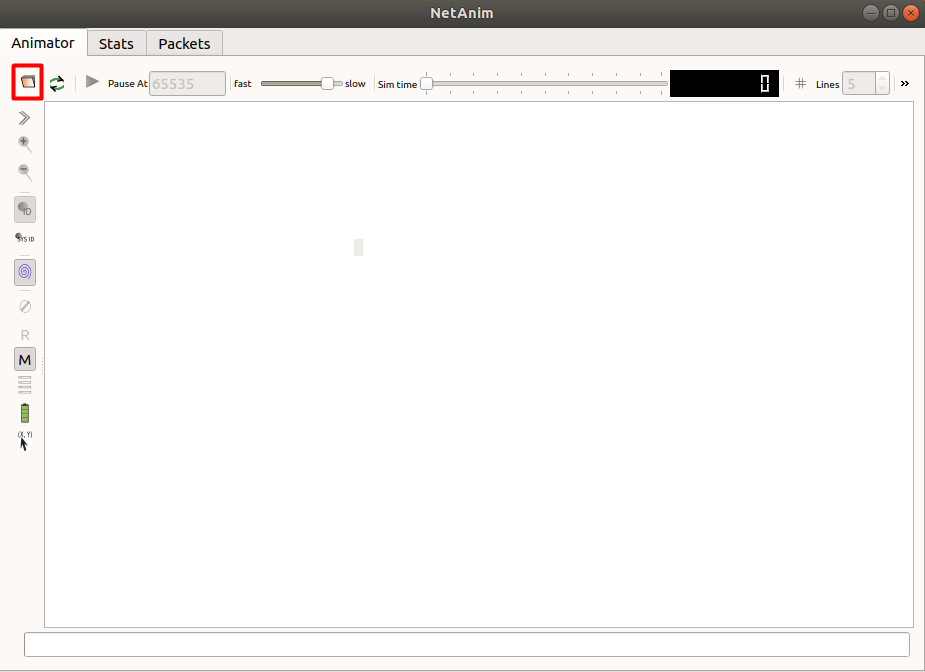 NetAnim
Animator Stats Packets
Pause At 65535 fast slow Sim time 0 Lines 5 »
ID
SYS ID
R
M
(X, Y)